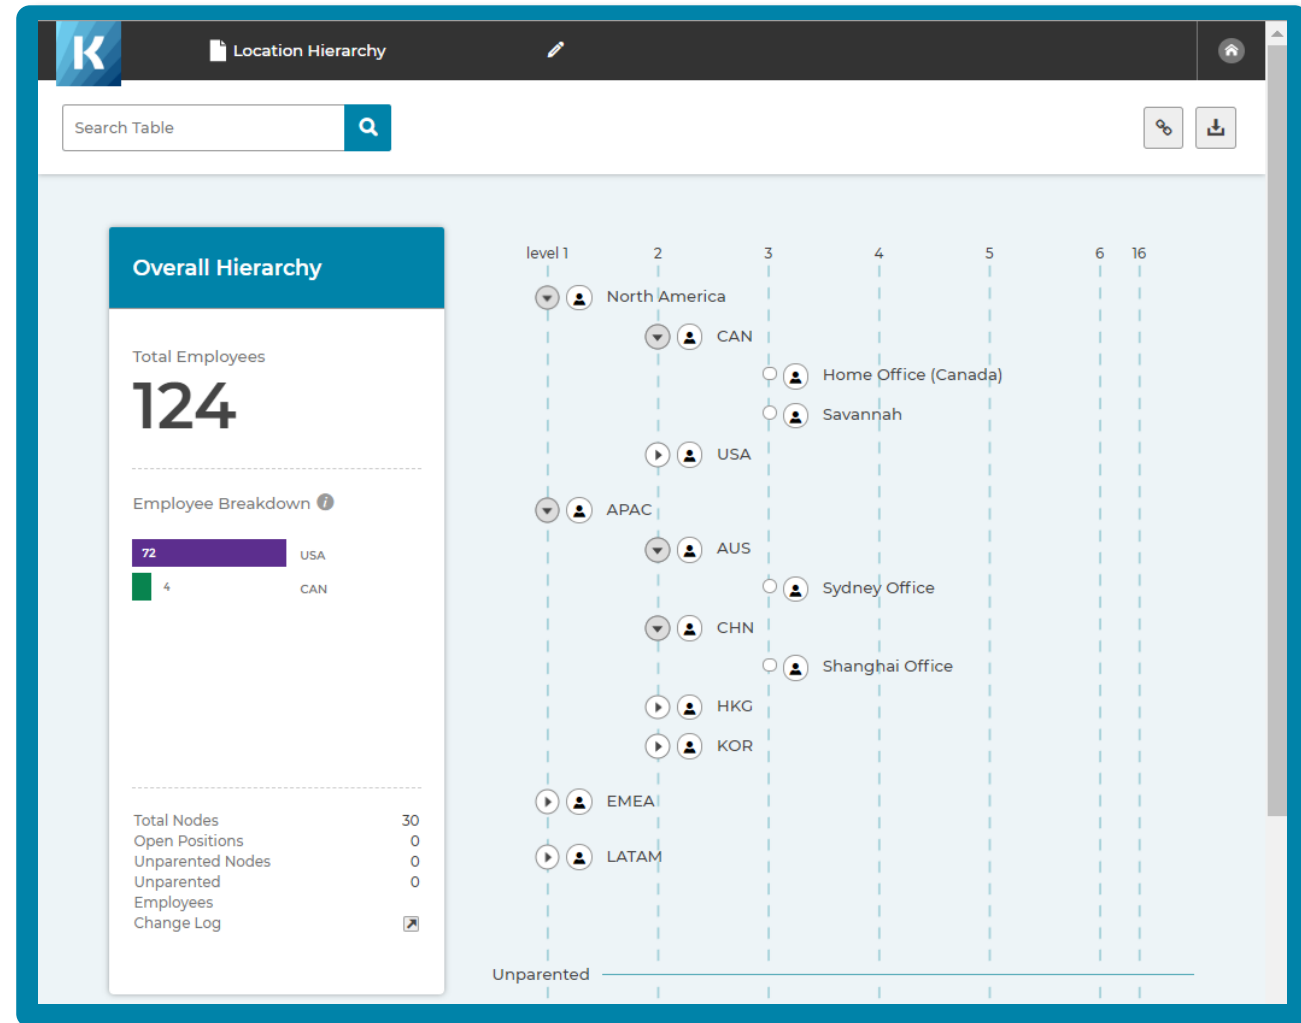 K
Location Hierarchy
Search Table
Overall Hierarchy
Total Employees
124
Employee Breakdown i
72 USA
4 CAN
Total Nodes 30
Open Positions 0
Unparented Nodes 0
Unparented 0
Employees
Change Log
level 1 2 3 4 5 6 16
North America
CAN
Home Office (Canada)
Savannah
USA
APAC
AUS
Sydney Office
CHN
Shanghai Office
HKG
KOR
EMEA
LATAM
Unparented